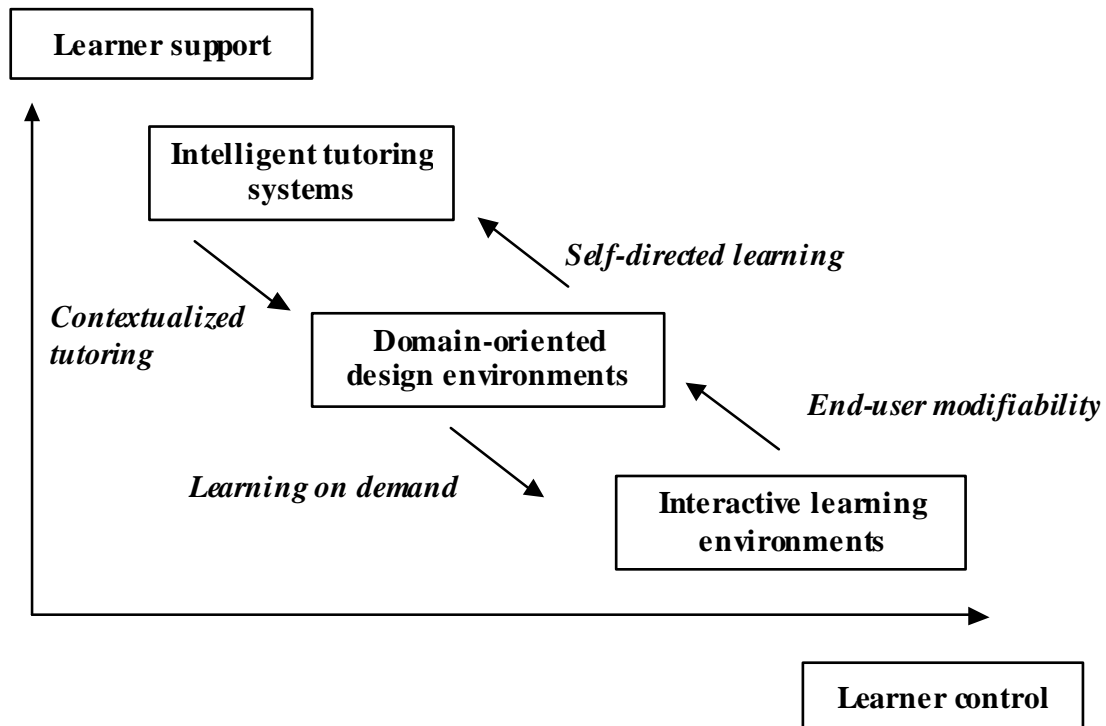 Learner support
Intelligent tutoring
systems
Self-directed learning
Contextualized
tutoring
Domain-oriented
design environments
End-user modifiability
Learning on demand
Interactive learning
environments
Learner control